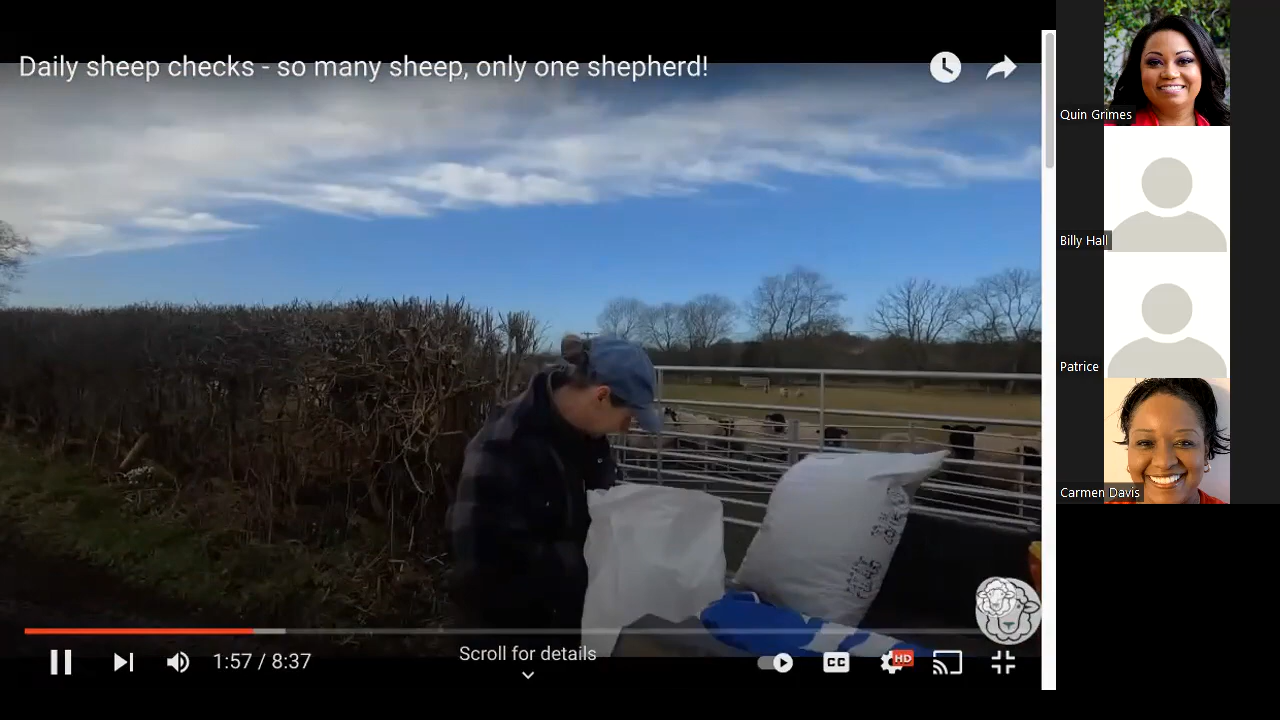 Daily sheep checks - so many sheep, only one shepherd!
Quin Grimes
Billy Hall
Patrice
Carmen Davis
1:57 / 8:37
Scroll for details
CC
HD